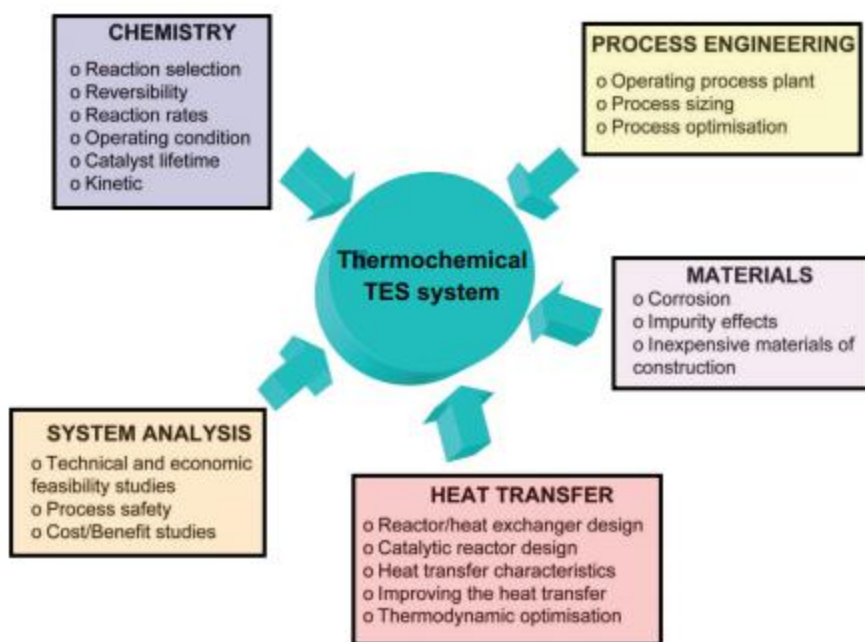 CHEMISTRY
o Reaction selection
o Reversibility
o Reaction rates
o Operating condition
o Catalyst lifetime
o Kinetic
PROCESS ENGINEERING
o Operating process plant
o Process sizing
o Process optimisation
Thermochemical
TES system
MATERIALS
o Corrosion
o Impurity effects
o Inexpensive materials of
construction
SYSTEM ANALYSIS
o Technical and economic
feasibility studies
o Process safety
o Cost/Benefit studies
HEAT TRANSFER
o Reactor/heat exchanger design
o Catalytic reactor design
o Heat transfer characteristics
o Improving the heat transfer
o Thermodynamic optimisation